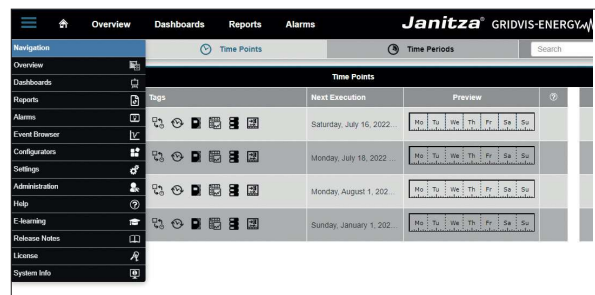 Overview Dashboards Reports Alarms Janitza® GRIDVIS-ENERGY
Navigation
Time Points Time Periods Search
Overview
Dashboards
Reports
Alarms
Event Browser
Configurators
Settings
Administration
Help
E-learning
Release Notes
License
System Info
Time Points
Tags Next Execution Preview
Saturday, July 16, 2022... Mo Tu We Th Fr Sa Su
Monday, July 18, 2022 ... Mo Tu We Th Fr Sa Su
Monday, August 1, 202... Mo Tu We Th Fr Sa Su
Sunday, January 1, 202... Mo Tu We Th Fr Sa Su